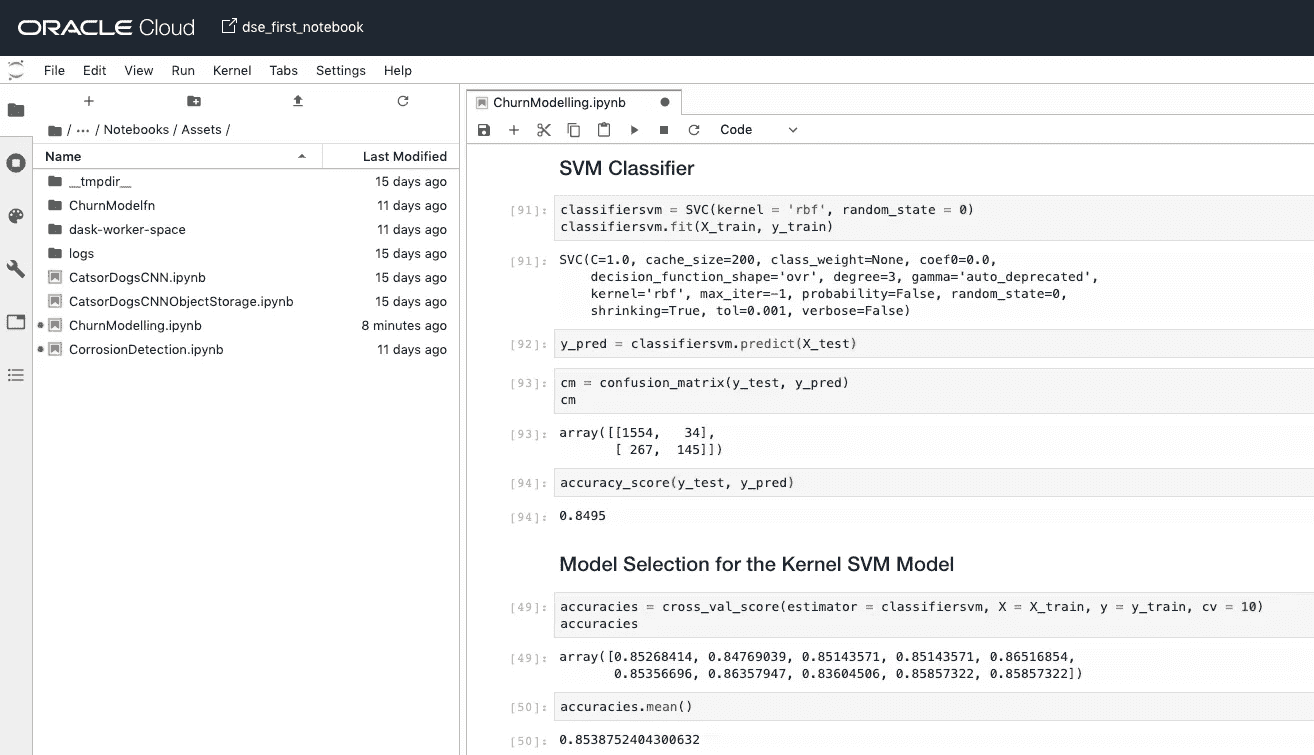 ORACLE Cloud dse_first_notebook
File Edit View Run Kernel Tabs Settings Help
/ ··· / Notebooks / Assets /
Name Last Modified
__tmpdir__ 15 days ago
ChurnModelfn 11 days ago
dask-worker-space 11 days ago
logs 15 days ago
CatsorDogsCNN.ipynb 15 days ago
CatsorDogsCNNObjectStorage.ipynb 15 days ago
ChurnModelling.ipynb 8 minutes ago
CorrosionDetection.ipynb 11 days ago
ChurnModelling.ipynb
Code
SVM Classifier
[91]: classifiersvm = SVC(kernel = 'rbf', random_state = 0)
classifiersvm.fit(X_train, y_train)
[91]: SVC(C=1.0, cache_size=200, class_weight=None, coef0=0.0,
decision_function_shape='ovr', degree=3, gamma='auto_deprecated',
kernel='rbf', max_iter=-1, probability=False, random_state=0,
shrinking=True, tol=0.001, verbose=False)
[92]: y_pred = classifiersvm.predict(X_test)
[93]: cm = confusion_matrix(y_test, y_pred)
cm
[93]: array([[1554, 34],
[ 267, 145]])
[94]: accuracy_score(y_test, y_pred)
[94]: 0.8495
Model Selection for the Kernel SVM Model
[49]: accuracies = cross_val_score(estimator = classifiersvm, X = X_train, y = y_train, cv = 10)
accuracies
[49]: array([0.85268414, 0.84769039, 0.85143571, 0.85143571, 0.86516854,
0.85356696, 0.86357947, 0.83604506, 0.85857322, 0.85857322])
[50]: accuracies.mean()
[50]: 0.8538752404300632